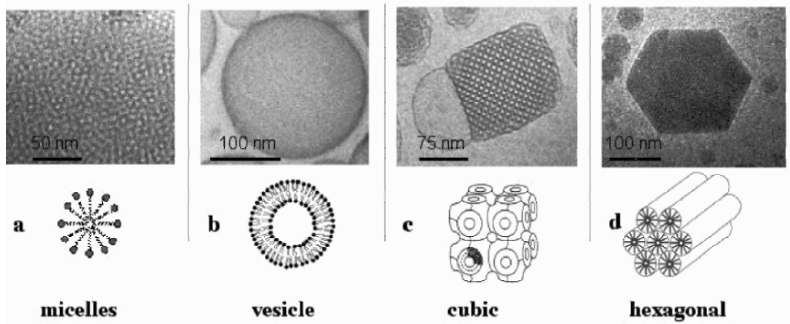 50 nm
100 nm
75 nm
100 nm
a
b
c
d
micelles
vesicle
cubic
hexagonal